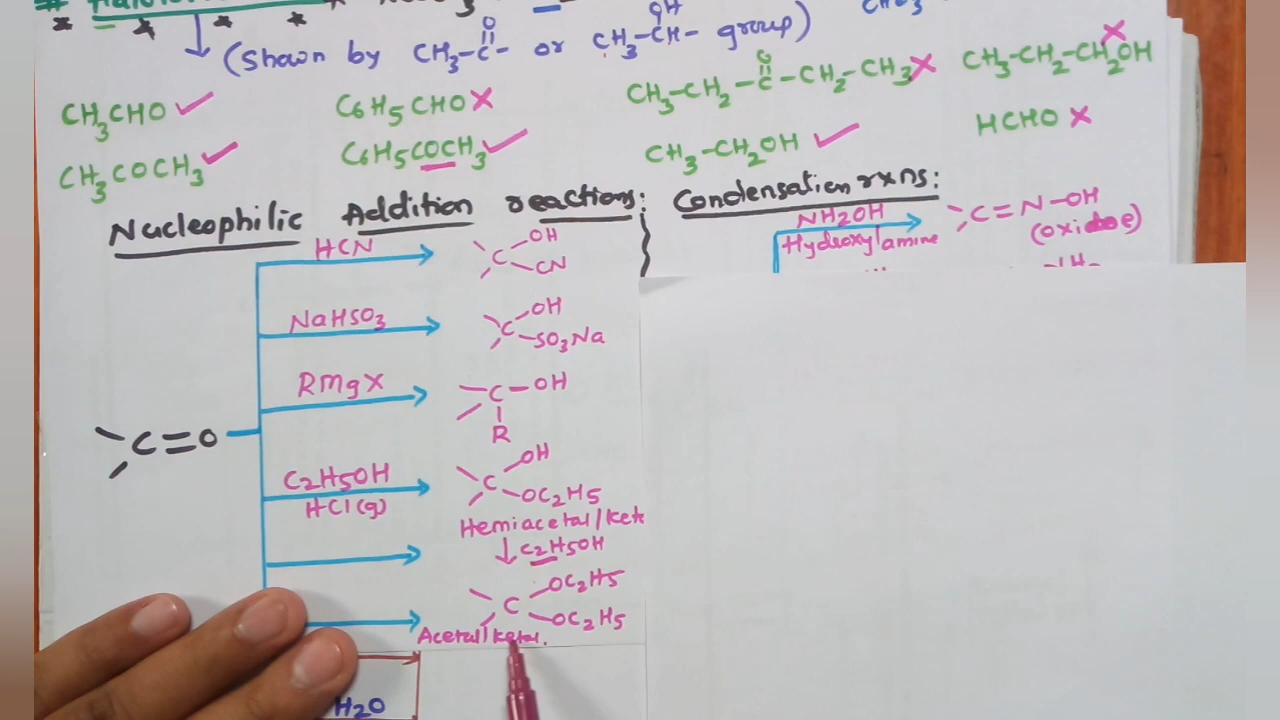 (Shown by CH3-C- or CH3-CH- group)
O
OH
CH3CHO ✓
C6H5CHO ✗
CH3-CH2-C-CH2-CH3 ✗
O
CH3-CH2-CH2OH ✗
CH3COCH3 ✓
C6H5COCH3 ✓
CH3-CH2OH ✓
HCHO ✗
Nucleophilic Addition reactions:
Condensation rxns:
HCN
C
OH
CN
NH2OH
Hydroxylamine
C=N-OH
NaHSO3
C
OH
SO3Na
RMgX
C-OH
R
C=O
C2H5OH
HCl(g)
C
OH
OC2H5
Hemiacetal/Ket
C2H5OH
C
OC2H5
OC2H5
Acetal/ketal.
H2O